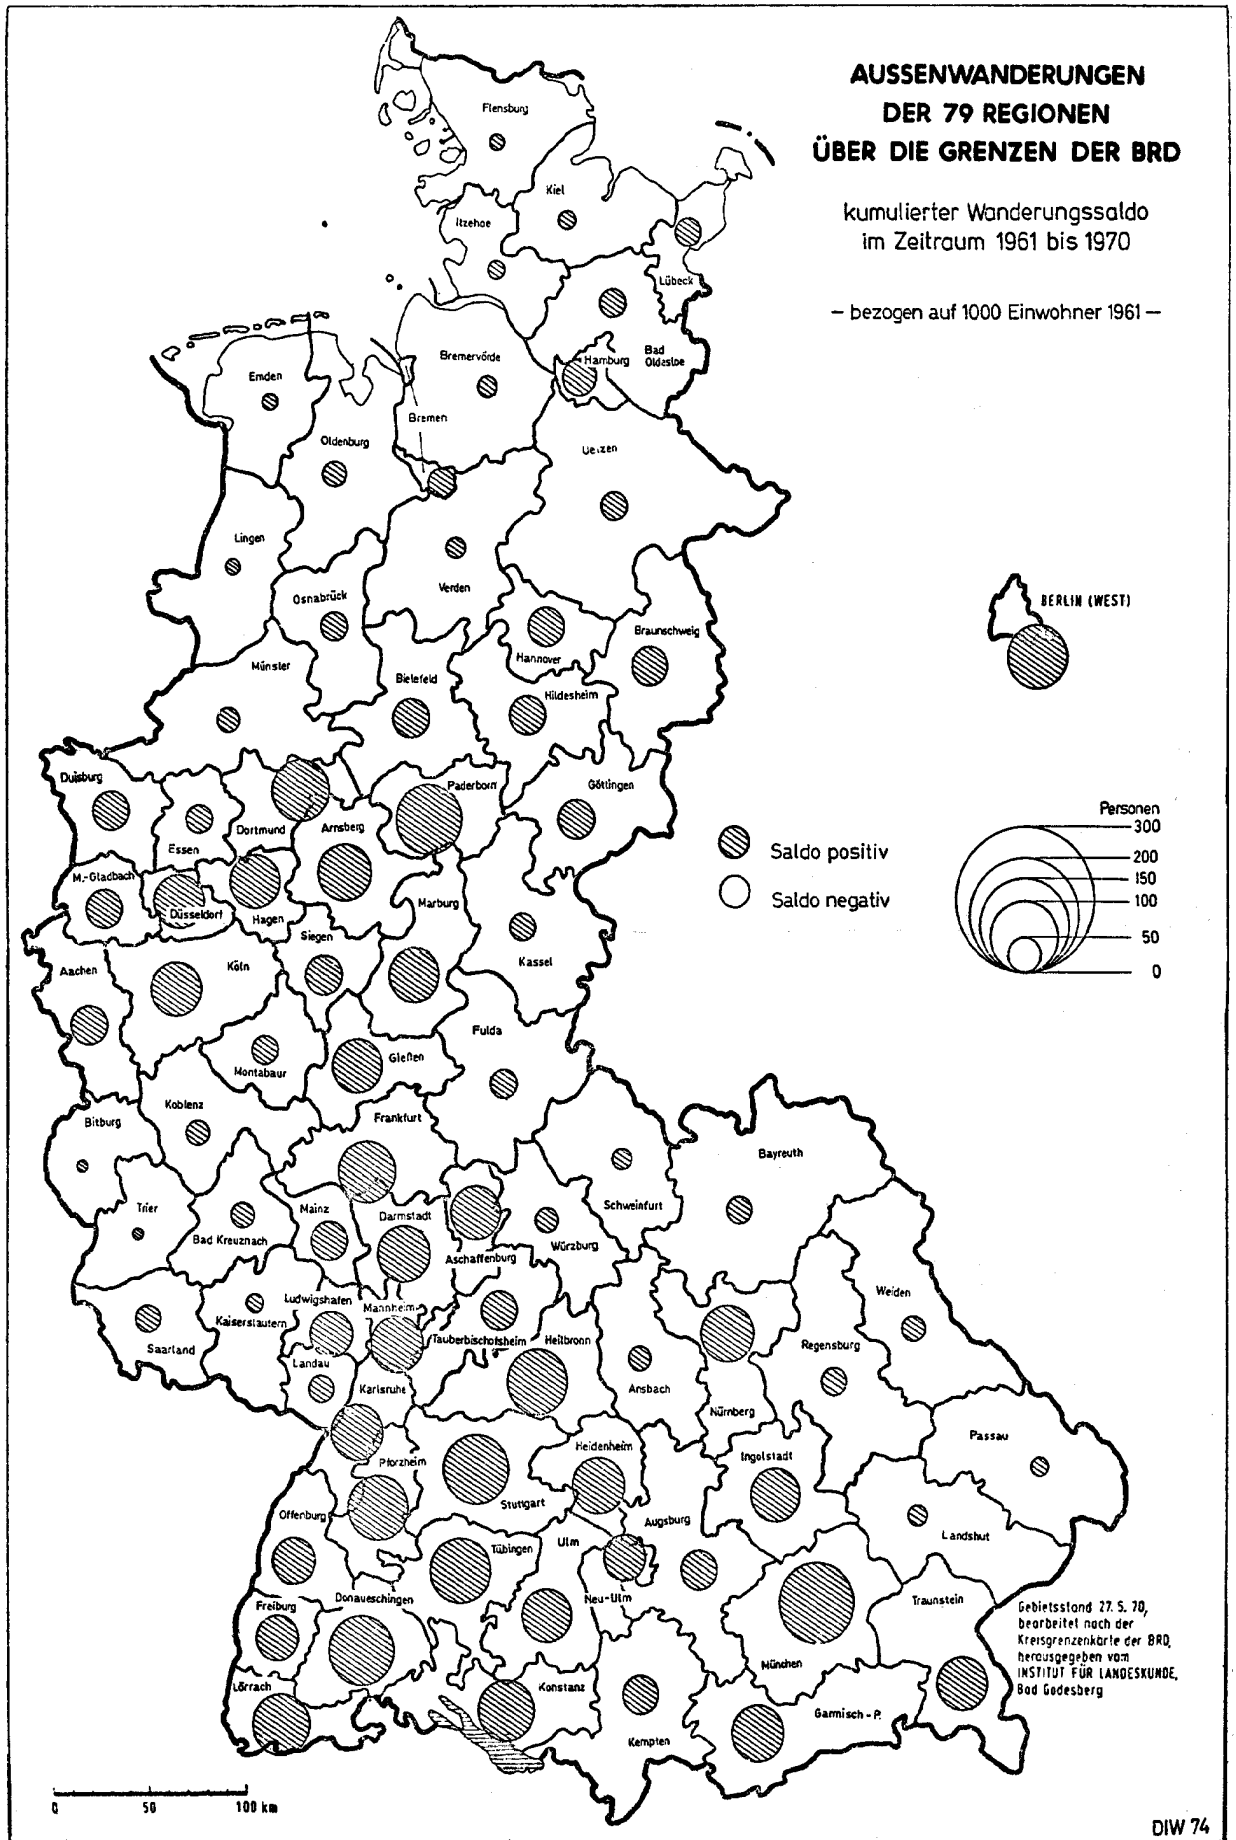 AUSSENWANDERUNGEN
DER 79 REGIONEN
ÜBER DIE GRENZEN DER BRD
kumulierter Wanderungssaldo
im Zeitraum 1961 bis 1970
– bezogen auf 1000 Einwohner 1961 –
Flensburg
Kiel
Itzehoe
Lübeck
Bad
Oldesloe
Hamburg
Bremervörde
Emden
Bremen
Oldenburg
Uelzen
Lingen
Verden
Osnabrück
BERLIN (WEST)
Braunschweig
Hannover
Münster
Bielefeld
Hildesheim
Duisburg
Paderborn
Göttingen
Dortmund
Arnsberg
Essen
M.-Gladbach
Düsseldorf
Hagen
Marburg
Siegen
Kassel
Aachen
Köln
Personen
300
200
150
100
50
0
Saldo positiv
Saldo negativ
Fulda
Gießen
Montabaur
Koblenz
Bitburg
Frankfurt
Bayreuth
Trier
Bad Kreuznach
Mainz
Darmstadt
Schweinfurt
Würzburg
Aschaffenburg
Weiden
Ludwigshafen
Mannheim
Kaiserslautern
Saarland
Tauberbischofsheim
Heilbronn
Regensburg
Landau
Karlsruhe
Ansbach
Nürnberg
Passau
Heidenheim
Pforzheim
Ingolstadt
Stuttgart
Offenburg
Augsburg
Landshut
Ulm
Tübingen
Neu-Ulm
Donaueschingen
Freiburg
Traunstein
München
Lörrach
Konstanz
Garmisch-P.
Kempten
Gebietsstand 27. 5. 70,
bearbeitet nach der
Kreisgrenzenkarte der BRD,
herausgegeben vom
INSTITUT FÜR LANDESKUNDE,
Bad Godesberg
0 50 100 km
DIW 74